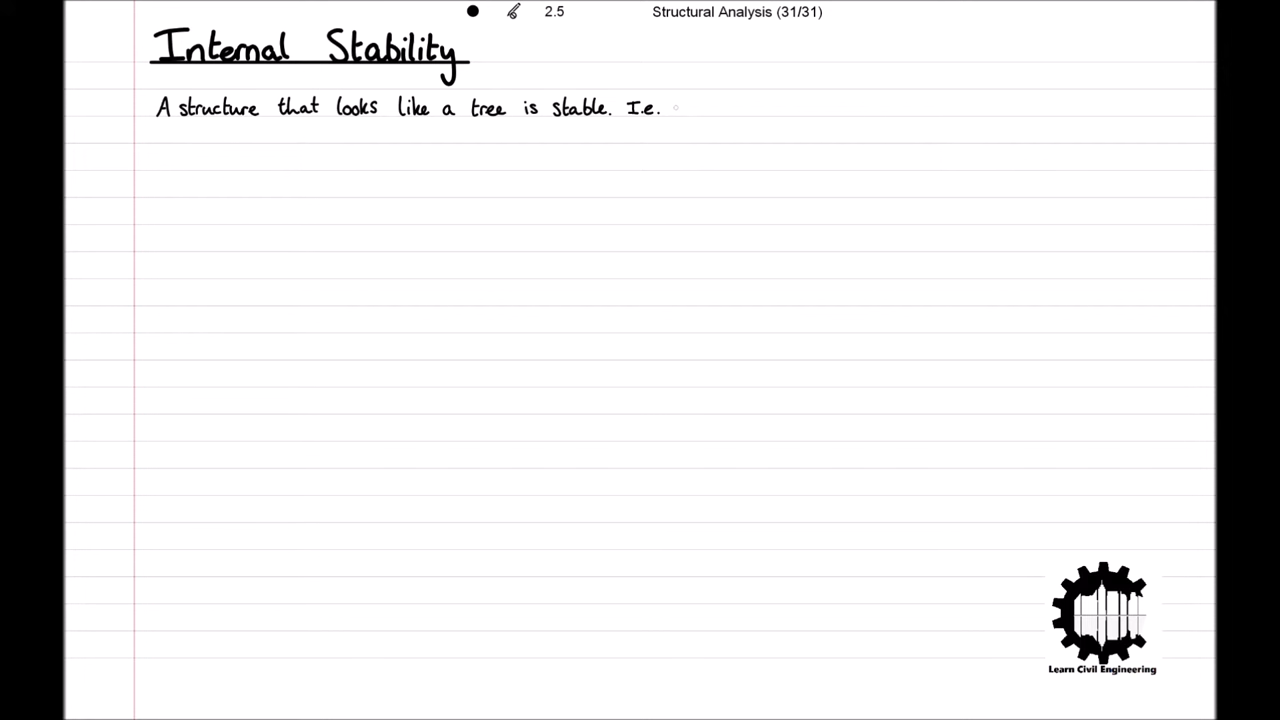 2.5 Structural Analysis (31/31)
Internal Stability
A structure that looks like a tree is stable. I.e.
Learn Civil Engineering